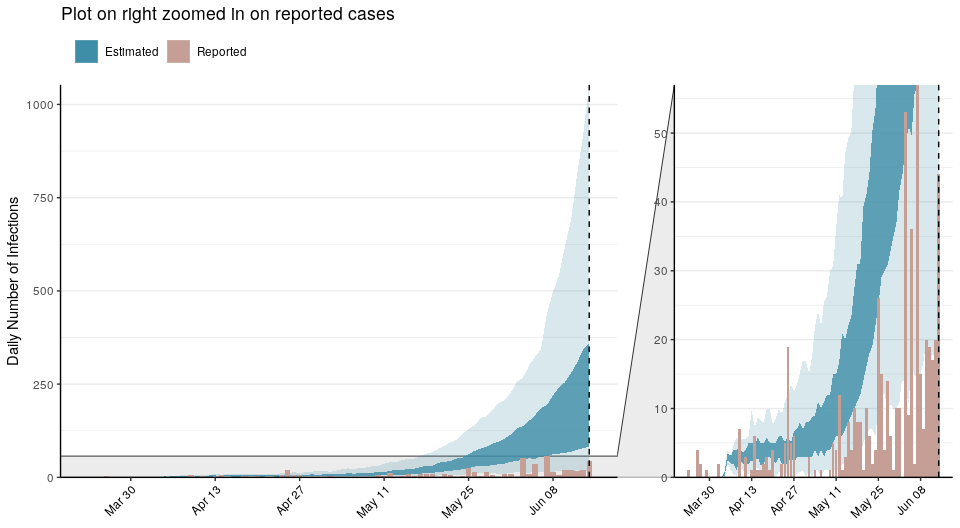 Plot on right zoomed in on reported cases
Estimated Reported
Daily Number of Infections
1000
750
500
250
0
Mar 30 Apr 13 Apr 27 May 11 May 25 Jun 08
50
40
30
20
10
0
Mar 30 Apr 13 Apr 27 May 11 May 25 Jun 08